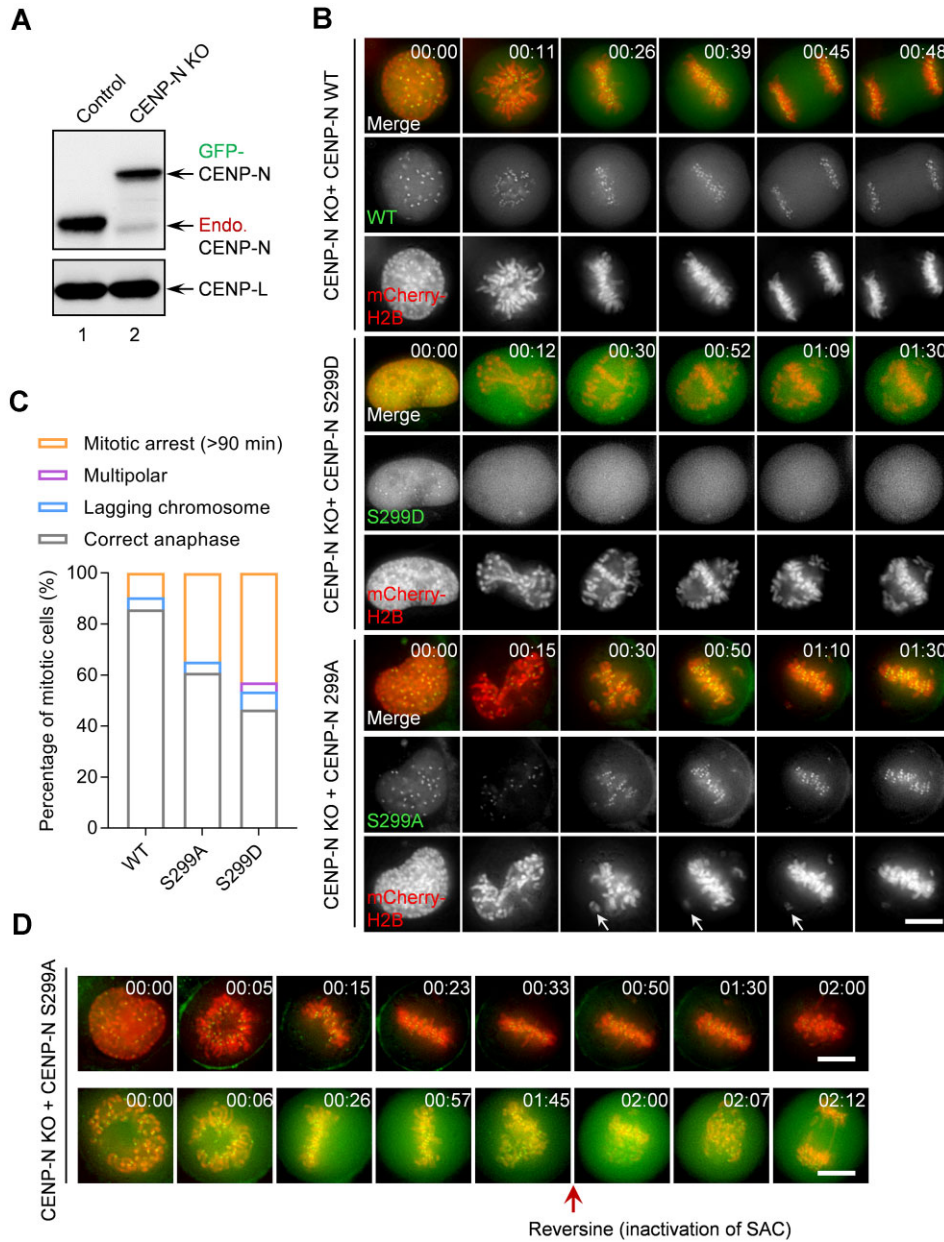 A
Control
CENP-N KO
GFP-
CENP-N
Endo.
CENP-N
CENP-L
1 2
B
CENP-N KO+ CENP-N WT
00:00 00:11 00:26 00:39 00:45 00:48
Merge
WT
mCherry-
H2B
CENP-N KO+ CENP-N S299D
00:00 00:12 00:30 00:52 01:09 01:30
Merge
S299D
mCherry-
H2B
CENP-N KO + CENP-N 299A
00:00 00:15 00:30 00:50 01:10 01:30
Merge
S299A
mCherry-
H2B
C
Mitotic arrest (>90 min)
Multipolar
Lagging chromosome
Correct anaphase
Percentage of mitotic cells (%)
100
80
60
40
20
0
WT
S299A
S299D
D
CENP-N KO + CENP-N S299A
00:00 00:05 00:15 00:23 00:33 00:50 01:30 02:00
00:00 00:06 00:26 00:57 01:45 02:00 02:07 02:12
Reversine (inactivation of SAC)